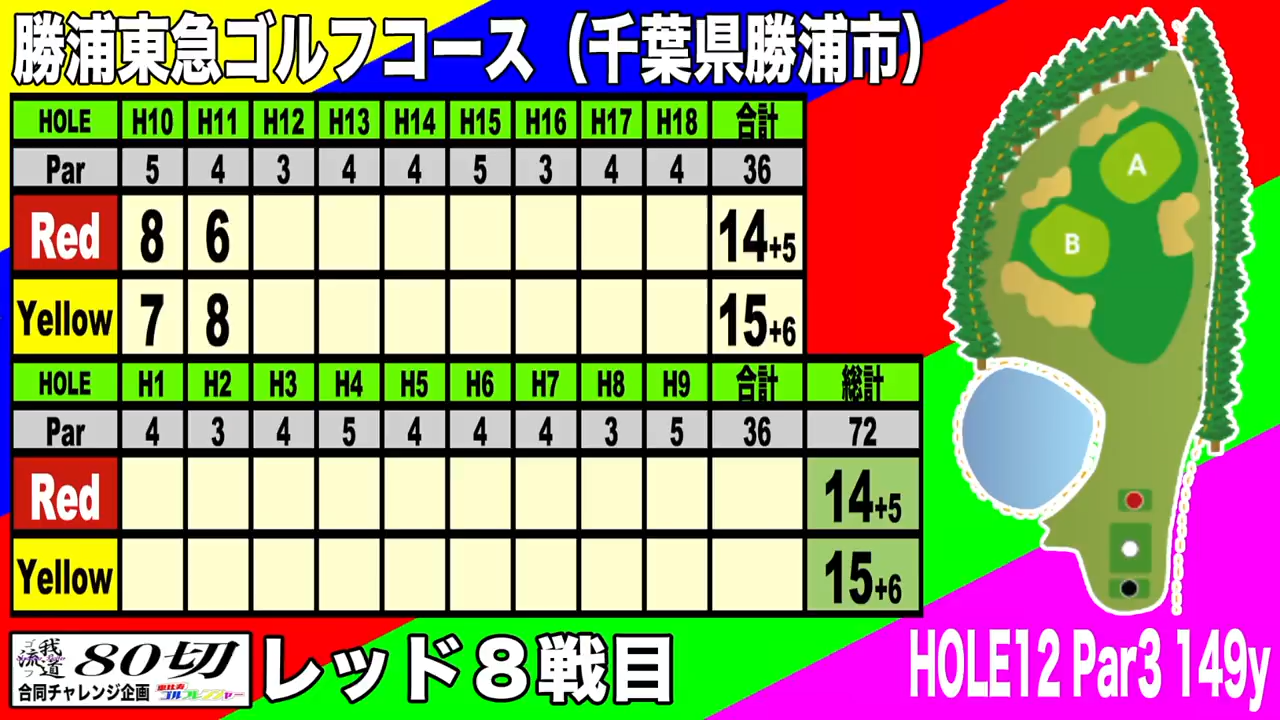 勝浦東急ゴルフコース（千葉県勝浦市）
HOLE H10 H11 H12 H13 H14 H15 H16 H17 H18 合計
Par 5 4 3 4 4 5 3 4 4 36
Red 8 6 14+5
Yellow 7 8 15+6
HOLE H1 H2 H3 H4 H5 H6 H7 H8 H9 合計 総計
Par 4 3 4 5 4 4 4 3 5 36 72
Red 14+5
Yellow 15+6
A
B
80切
合同チャレンジ企画
レッド８戦目
HOLE12 Par3 149y